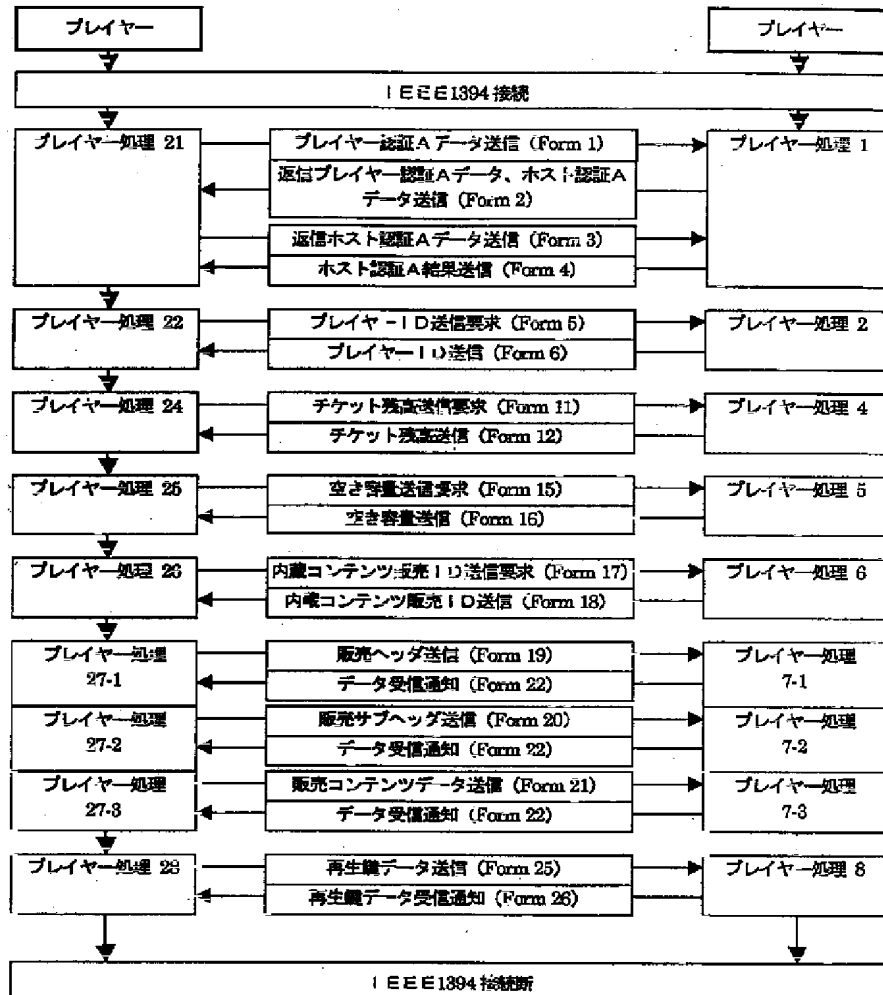 プレイヤー
プレイヤー
IEEE1394 接続
プレイヤー処理 21
プレイヤー認証Aデータ送信 (Form 1)
プレイヤー処理 1
返信プレイヤー認証Aデータ、ホスト認証A
データ送信 (Form 2)
返信ホスト認証Aデータ送信 (Form 3)
ホスト認証A結果送信 (Form 4)
プレイヤー処理 22
プレイヤーID送信要求 (Form 5)
プレイヤー処理 2
プレイヤーID送信 (Form 6)
プレイヤー処理 24
チケット残高送信要求 (Form 11)
プレイヤー処理 4
チケット残高送信 (Form 12)
プレイヤー処理 25
空き容量送信要求 (Form 15)
プレイヤー処理 5
空き容量送信 (Form 16)
プレイヤー処理 26
内蔵コンテンツ販売ID送信要求 (Form 17)
プレイヤー処理 6
内蔵コンテンツ販売ID送信 (Form 18)
プレイヤー処理
27-1
販売ヘッダ送信 (Form 19)
データ受信通知 (Form 22)
プレイヤー処理
7-1
プレイヤー処理
27-2
販売サブヘッダ送信 (Form 20)
データ受信通知 (Form 22)
プレイヤー処理
7-2
プレイヤー処理
27-3
販売コンテンツデータ送信 (Form 21)
データ受信通知 (Form 22)
プレイヤー処理
7-3
プレイヤー処理 28
再生鍵データ送信 (Form 25)
プレイヤー処理 8
再生鍵データ受信通知 (Form 26)
IEEE1394 接続断